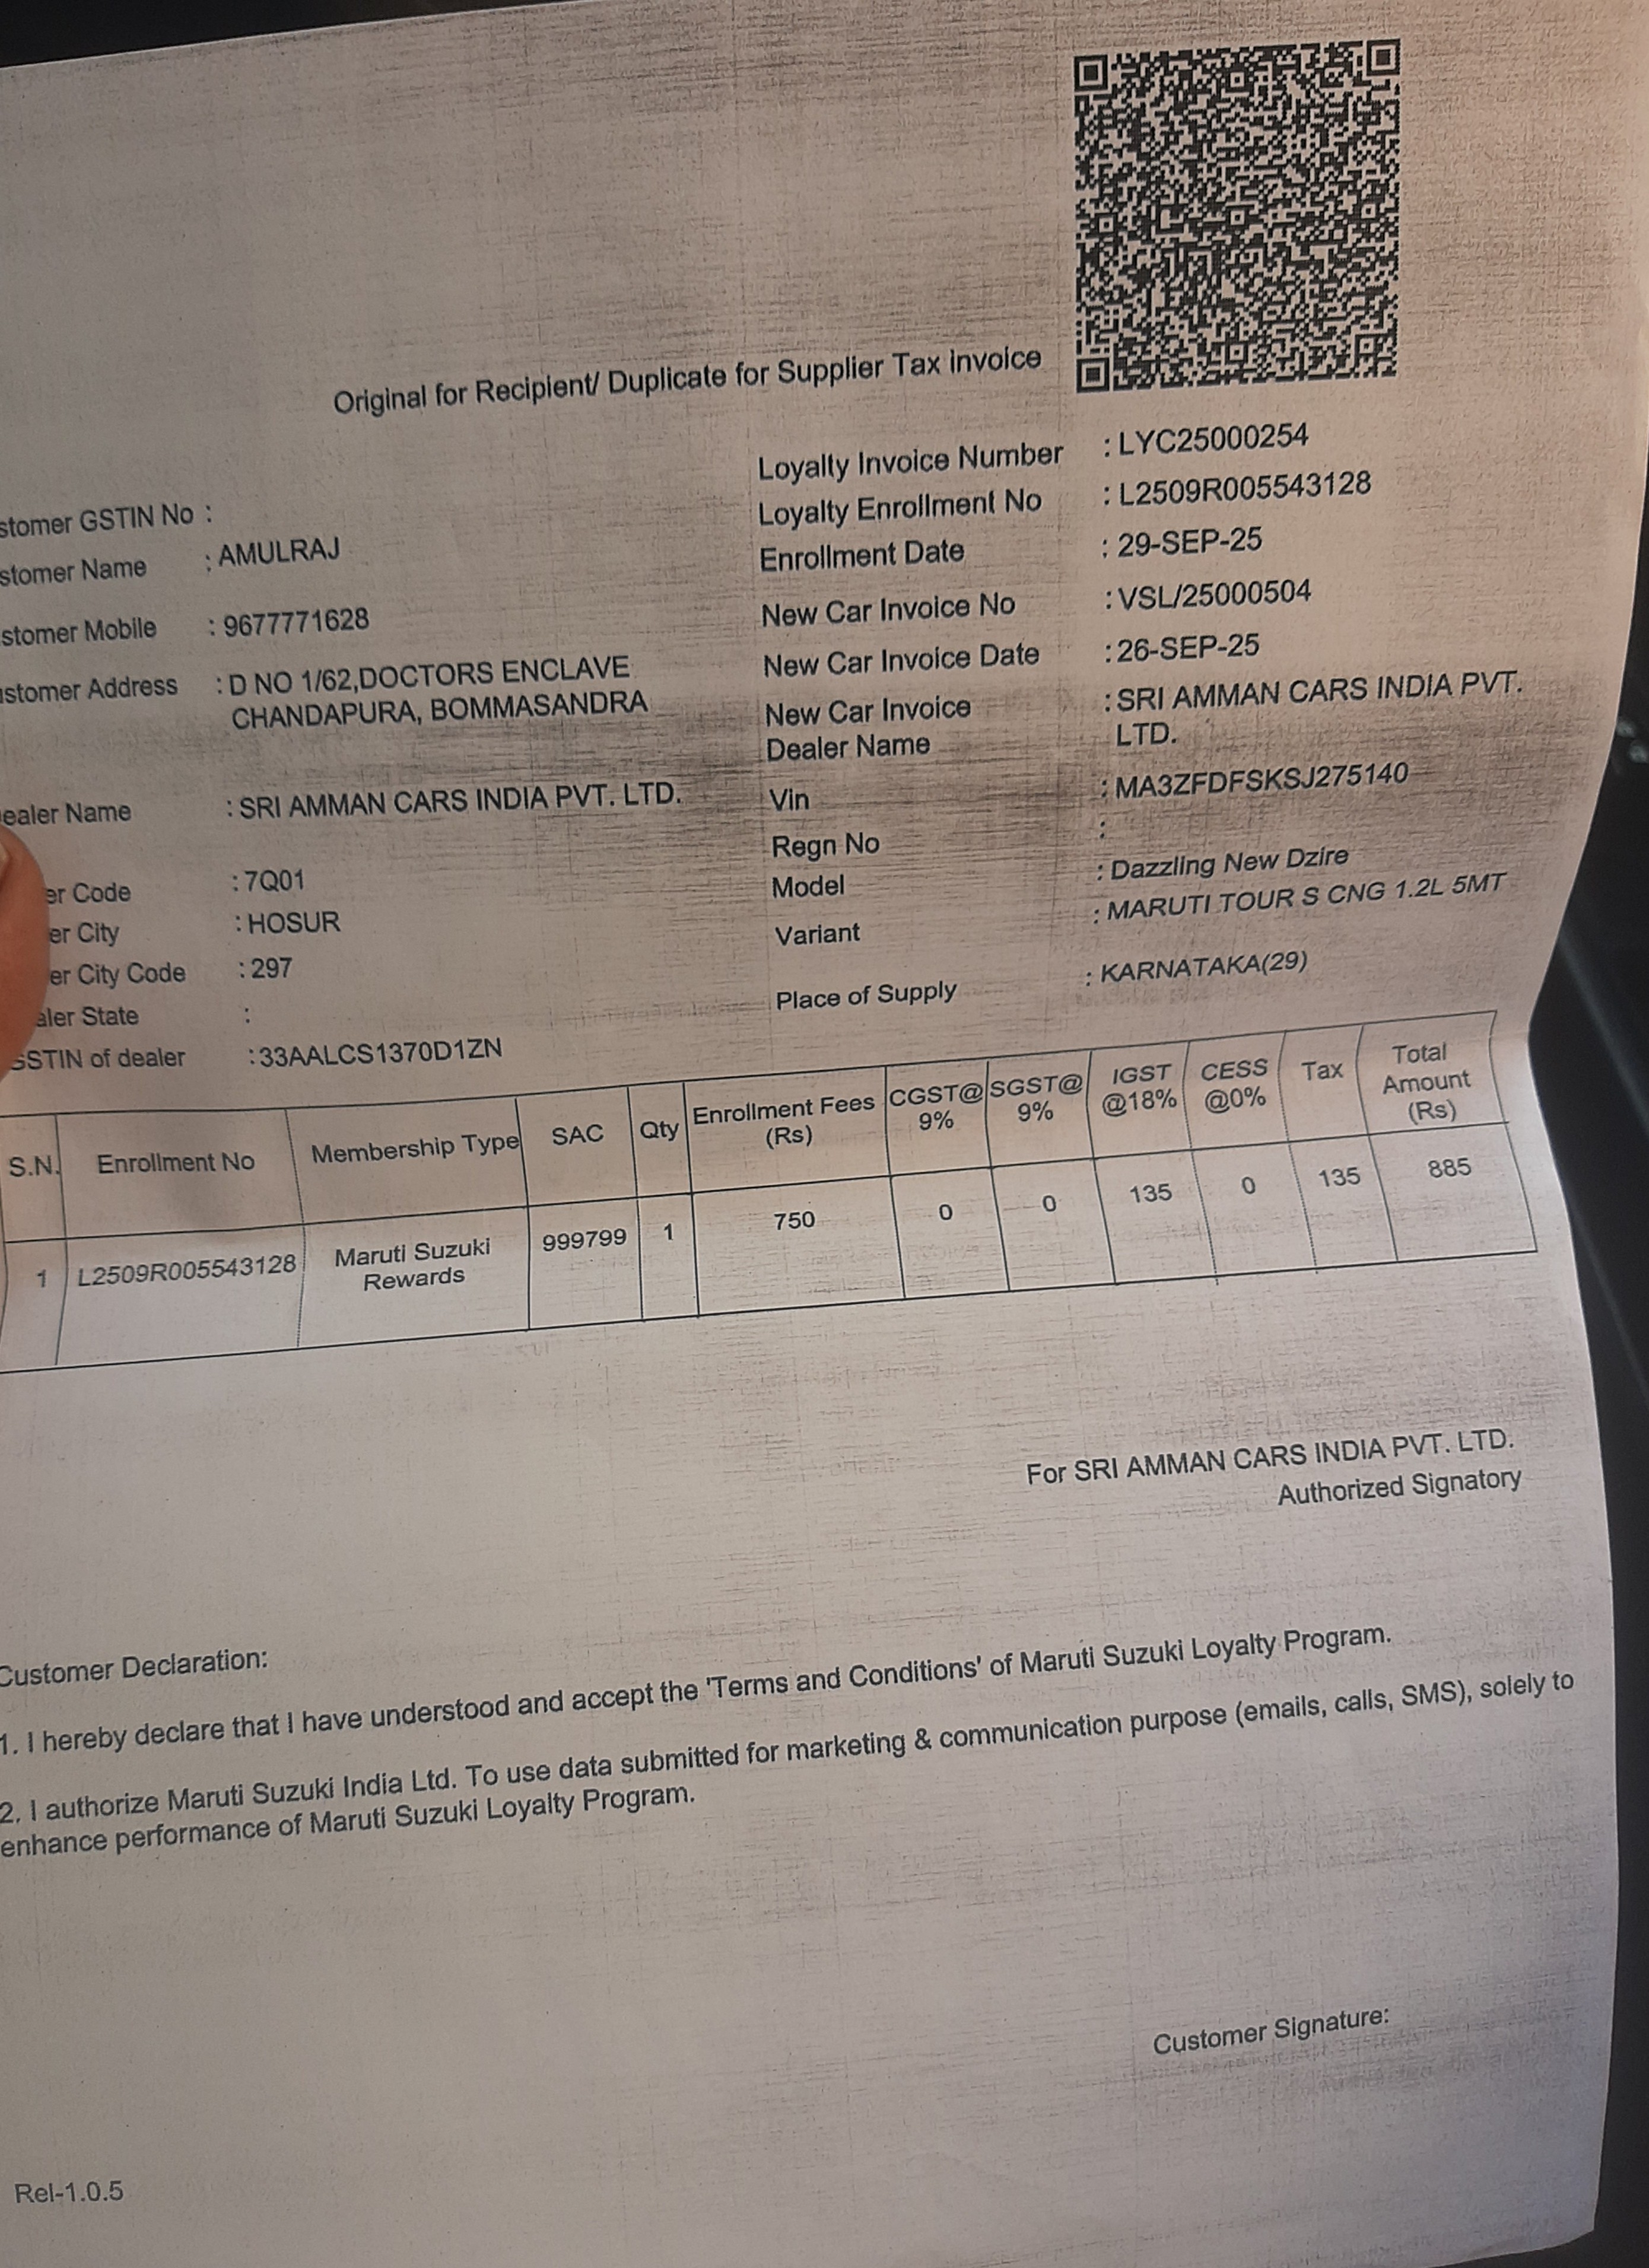 Original for Recipient/ Duplicate for Supplier Tax Invoice
stomer GSTIN No :
stomer Name : AMULRAJ
stomer Mobile : 9677771628
ustomer Address : D NO 1/62,DOCTORS ENCLAVE
CHANDAPURA, BOMMASANDRA
ealer Name : SRI AMMAN CARS INDIA PVT. LTD.
er Code : 7Q01
er City : HOSUR
er City Code : 297
aler State :
GSTIN of dealer : 33AALCS1370D1ZN
Loyalty Invoice Number : LYC25000254
Loyalty Enrollment No : L2509R005543128
Enrollment Date : 29-SEP-25
New Car Invoice No : VSL/25000504
New Car Invoice Date : 26-SEP-25
New Car Invoice : SRI AMMAN CARS INDIA PVT.
Dealer Name LTD.
Vin : MA3ZFDFSKSJ275140
Regn No :
Model : Dazzling New Dzire
Variant : MARUTI TOUR S CNG 1.2L 5MT
Place of Supply : KARNATAKA(29)
S.N. Enrollment No Membership Type SAC Qty Enrollment Fees (Rs) CGST@ 9% SGST@ 9% IGST @18% CESS @0% Tax Total Amount (Rs)
1 L2509R005543128 Maruti Suzuki Rewards 999799 1 750 0 0 135 0 135 885
For SRI AMMAN CARS INDIA PVT. LTD.
Authorized Signatory
Customer Declaration:
1. I hereby declare that I have understood and accept the 'Terms and Conditions' of Maruti Suzuki Loyalty Program.
2. I authorize Maruti Suzuki India Ltd. To use data submitted for marketing & communication purpose (emails, calls, SMS), solely to
enhance performance of Maruti Suzuki Loyalty Program.
Customer Signature:
Rel-1.0.5